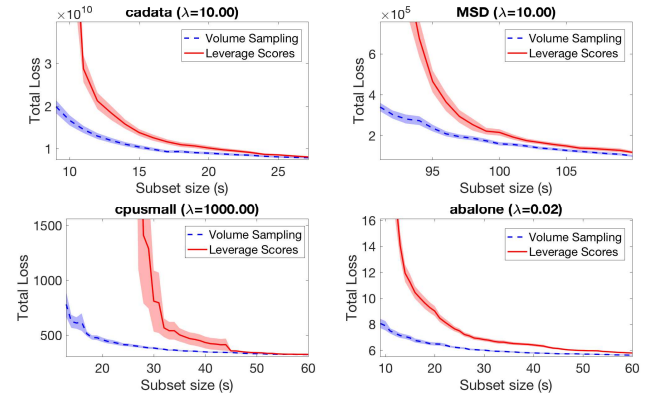 cadata (λ=10.00)
×10^10
Volume Sampling
Leverage Scores
Total Loss
3
2
1
10 15 20 25
Subset size (s)
MSD (λ=10.00)
×10^5
Volume Sampling
Leverage Scores
Total Loss
6
4
2
95 100 105
Subset size (s)
cpusmall (λ=1000.00)
Volume Sampling
Leverage Scores
Total Loss
1500
1000
500
20 30 40 50 60
Subset size (s)
abalone (λ=0.02)
Volume Sampling
Leverage Scores
Total Loss
16
14
12
10
8
6
10 20 30 40 50 60
Subset size (s)